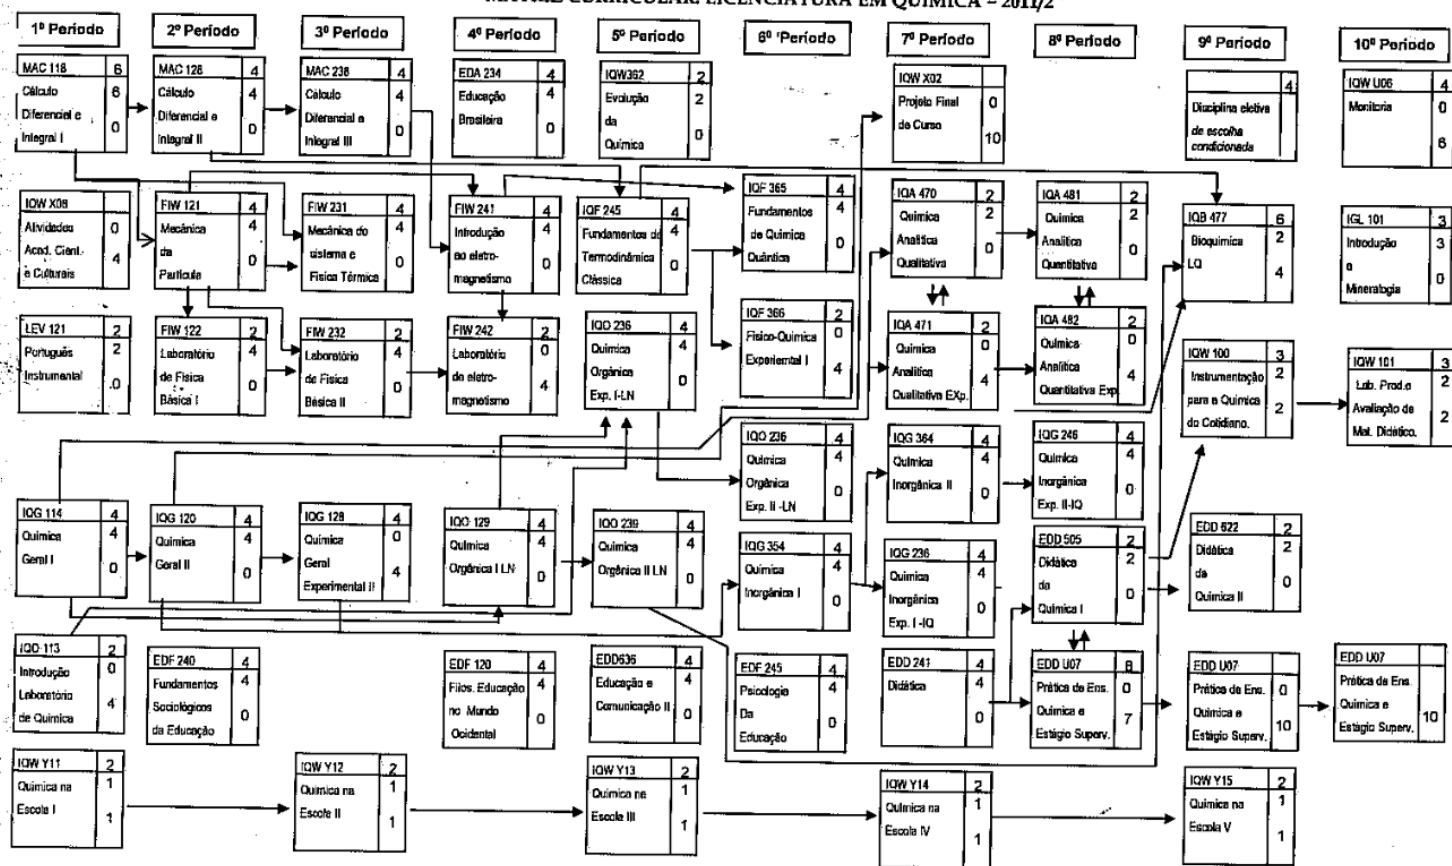 MATRIZ CURRICULAR: LICENCIATURA EM QUÍMICA – 2011/2
1º Período
2º Período
3º Período
4º Período
5º Período
6º Período
7º Período
8º Período
9º Período
10º Período
MAC 118 6
Cálculo 6
Diferencial e
Integral I 0
MAC 128 4
Cálculo 4
Diferencial e
Integral II 0
MAC 238 4
Cálculo 4
Diferencial e
Integral III 0
EDA 234 4
Educação 4
Brasileira 0
IQW362 2
Evolução 2
da
Química 0
IQW X02
Projeto Final 0
de Curso
10
4
Disciplina eletiva
de escolha
condicionada
IQW U06 4
Monitoria 0
6
IQW X08
Atividades 0
Acad. Cient.
e Culturais 4
FIW 121 4
Mecânica 4
da
Partícula 0
FIW 231 4
Mecânica do 4
sistema e
Física Térmica 0
FIW 241 4
Introdução 4
ao eletro-
magnetismo 0
IQF 245 4
Fundamentos de 4
Termodinâmica
Clássica 0
IQF 365 4
Fundamentos 4
de Química
Quântica 0
IQA 470 2
Química 2
Analítica
Qualitativa 0
IQA 481 2
Química 2
Analítica
Quantitativa 0
IQB 477 6
Bioquímica 2
LQ
4
IGL 101 3
Introdução 3
a
Mineralogia 0
LEV 121 2
Português 2
Instrumental 0
FIW 122 2
Laboratório 4
de Física
Básica I 0
FIW 232 2
Laboratório 4
de Física
Básica II 0
FIW 242 2
Laboratório 0
de eletro-
magnetismo 4
IQO 236 4
Química 4
Orgânica
Exp. I-LN 0
IQF 366 2
Físico-Química 0
Experimental I
4
IQA 471 2
Química 0
Analítica
Qualitativa EXp. 4
IQA 482 2
Química 0
Analítica
Quantitativa Exp 4
IQW 100 3
Instrumentação 2
para a Química
do Cotidiano. 2
IQW 101 3
Lab. Prod.e 2
Avaliação de
Mat. Didático. 2
IQO 236 4
Química 4
Orgânica
Exp. II -LN 0
IQG 364 4
Química 4
Inorgânica II
0
IQG 246 4
Química 4
Inorgânica
Exp. II-IQ 0
IQG 114 4
Química 4
Geral I
0
IQG 120 4
Química 4
Geral II
0
IQG 128 4
Química 0
Geral
Experimental II 4
IQO 129 4
Química 4
Orgânica I LN
0
IQO 239 4
Química 4
Orgânica II LN
0
IQG 354 4
Química 4
Inorgânica I
0
IQG 236 4
Química 4
Inorgânica
Exp. I -IQ 0
EDD 505 2
Didática 2
da
Química I 0
EDD 622 2
Didática 2
da
Química II 0
IQO 113 2
Introdução 0
Laboratório
de Química 4
EDF 240 4
Fundamentos 4
Sociológicos
da Educação 0
EDF 120 4
Filos. Educação 4
no Mundo
Ocidental 0
EDD636 4
Educação e 4
Comunicação II
0
EDF 245 4
Psicologia 4
Da
Educação 0
EDD 241 4
Didática 4
0
EDD U07 8
Prática de Ens. 0
Química e
Estágio Superv. 7
EDD U07
Prática de Ens. 0
Química e
Estágio Superv. 10
EDD U07
Prática de Ens.
Química e
Estágio Superv. 10
IQW Y11 2
Química na 1
Escola I
1
IQW Y12 2
Química na 1
Escola II
1
IQW Y13 2
Química na 1
Escola III
1
IQW Y14 2
Química na 1
Escola IV
1
IQW Y15 2
Química na 1
Escola V
1